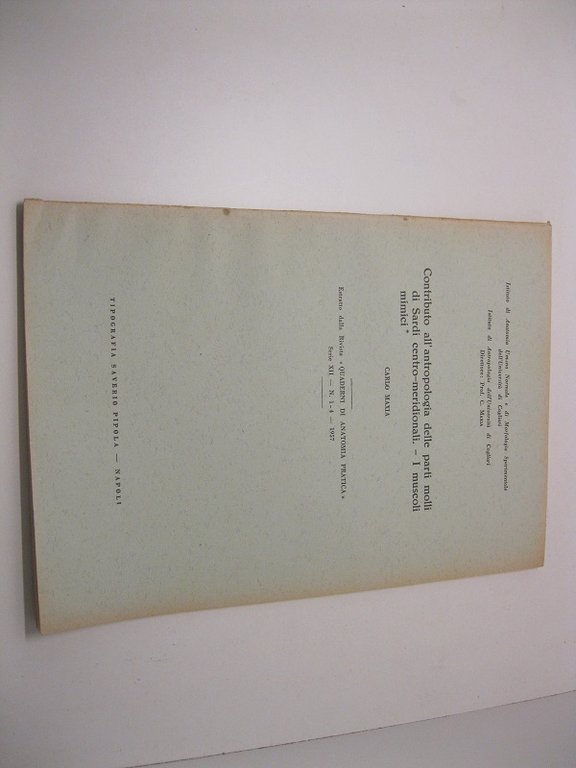 Istituto di Anatomia Umana Normale e di Morfologia Sperimentale
dell'Università di Cagliari
Istituto di Antropologia dell'Università di Cagliari
Direttore: Prof. C. Maxia
Contributo all'antropologia delle parti molli
di Sardi centro-meridionali. - I muscoli
mimici*
CARLO MAXIA
Estratto dalla Rivista « QUADERNI DI ANATOMIA PRATICA »
Serie XII — N. 1-4 — 1957
TIPOGRAFIA SAVERIO PIPOLA — NAPOLI